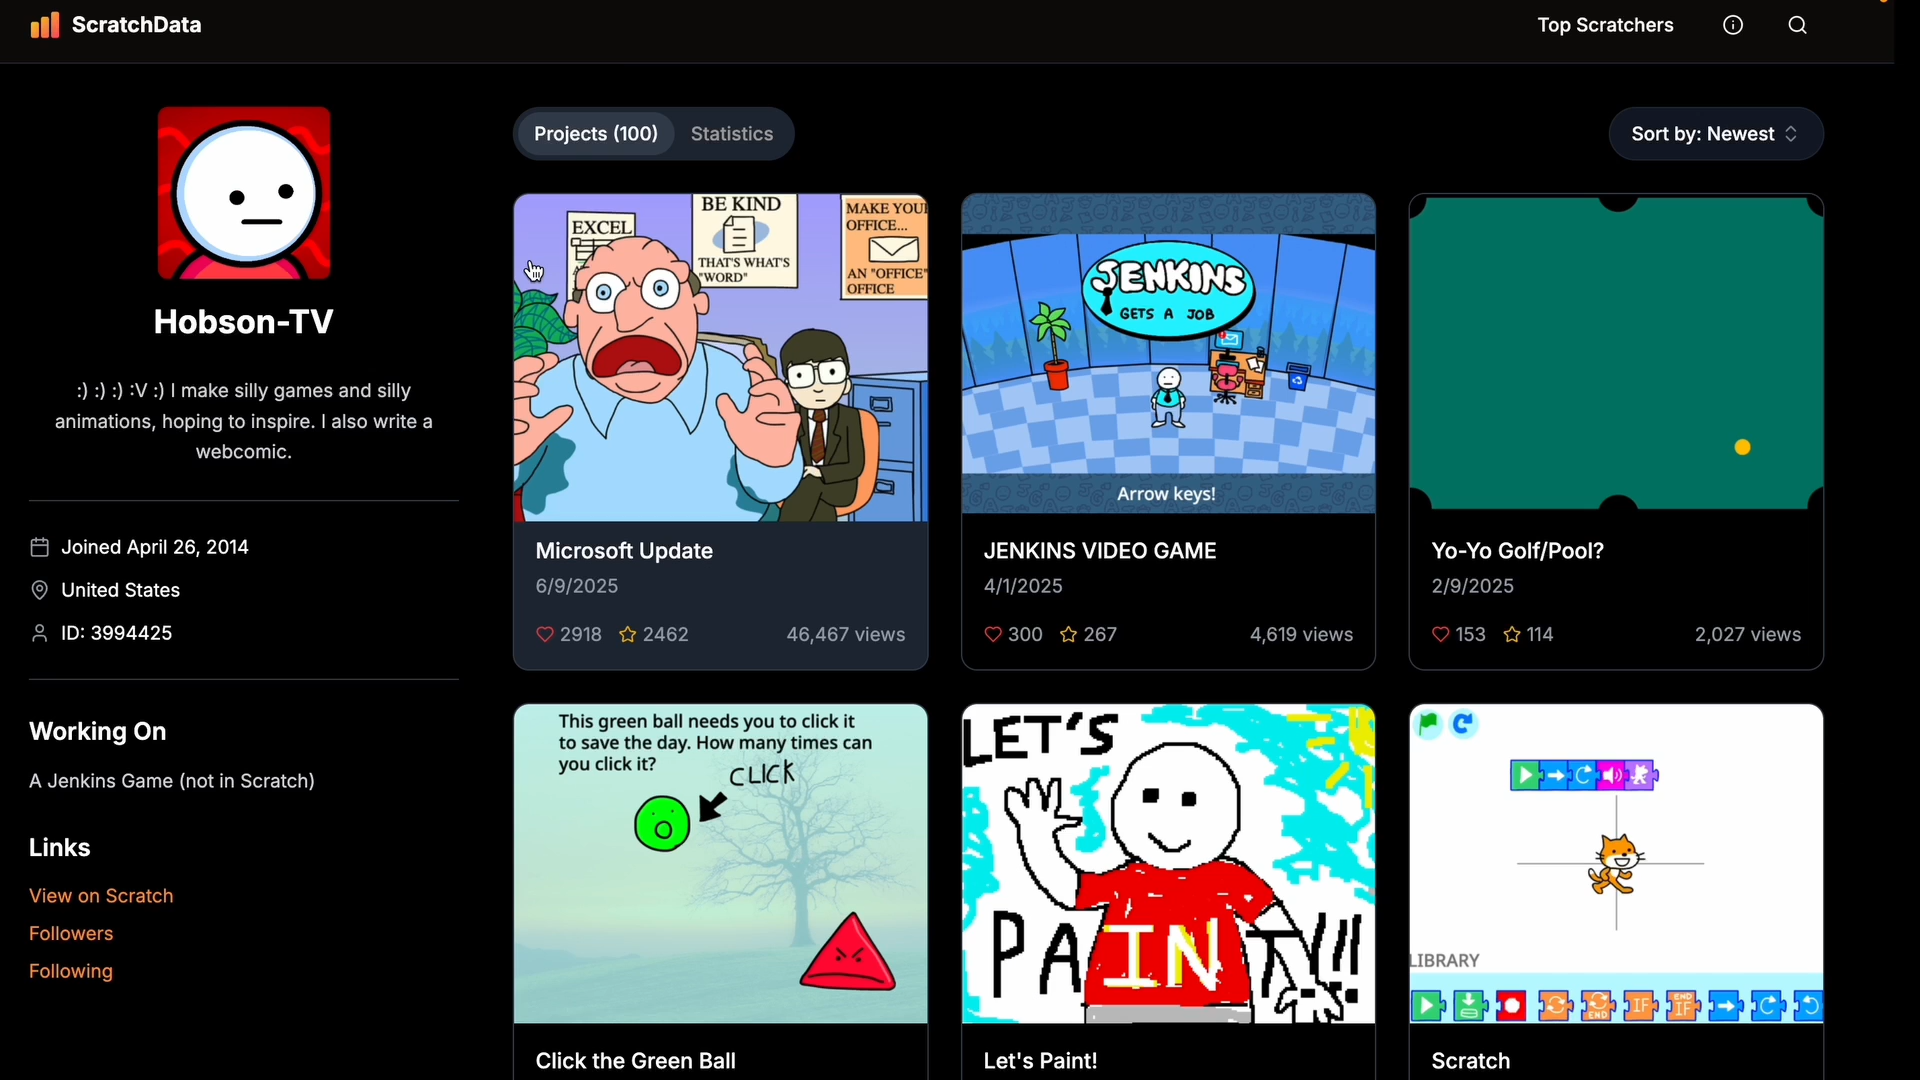 ScratchData
Top Scratchers
Hobson-TV
:) :) :) :V :) I make silly games and silly
animations, hoping to inspire. I also write a
webcomic.
Joined April 26, 2014
United States
ID: 3994425
Working On
A Jenkins Game (not in Scratch)
Links
View on Scratch
Followers
Following
Projects (100)
Statistics
Sort by: Newest
EXCEL
BE KIND
THAT'S WHAT'S
"WORD"
MAKE YOU
OFFICE...
AN "OFFICE"
OFFICE
Microsoft Update
6/9/2025
2918
2462
46,467 views
JENKINS
GETS A JOB
Arrow keys!
JENKINS VIDEO GAME
4/1/2025
300
267
4,619 views
Yo-Yo Golf/Pool?
2/9/2025
153
114
2,027 views
This green ball needs you to click it
to save the day. How many times can
you click it?
CLICK
Click the Green Ball
LET'S
PAINT!!!
Let's Paint!
LIBRARY
END
IF
END
IF
Scratch